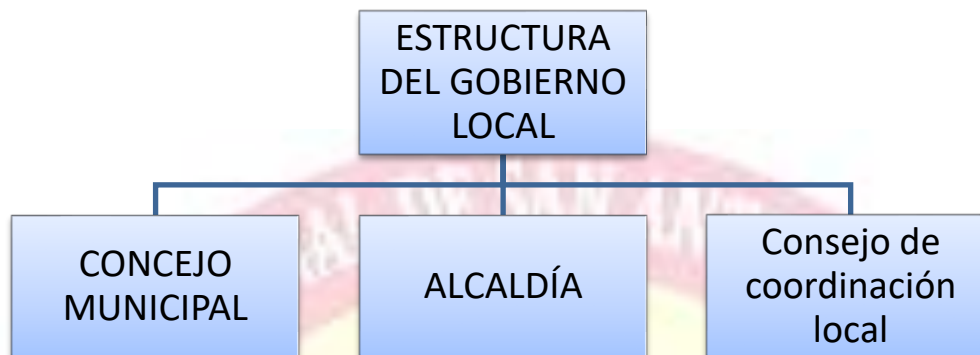 ESTRUCTURA
DEL GOBIERNO
LOCAL
CONCEJO
MUNICIPAL
ALCALDÍA
Consejo de
coordinación
local